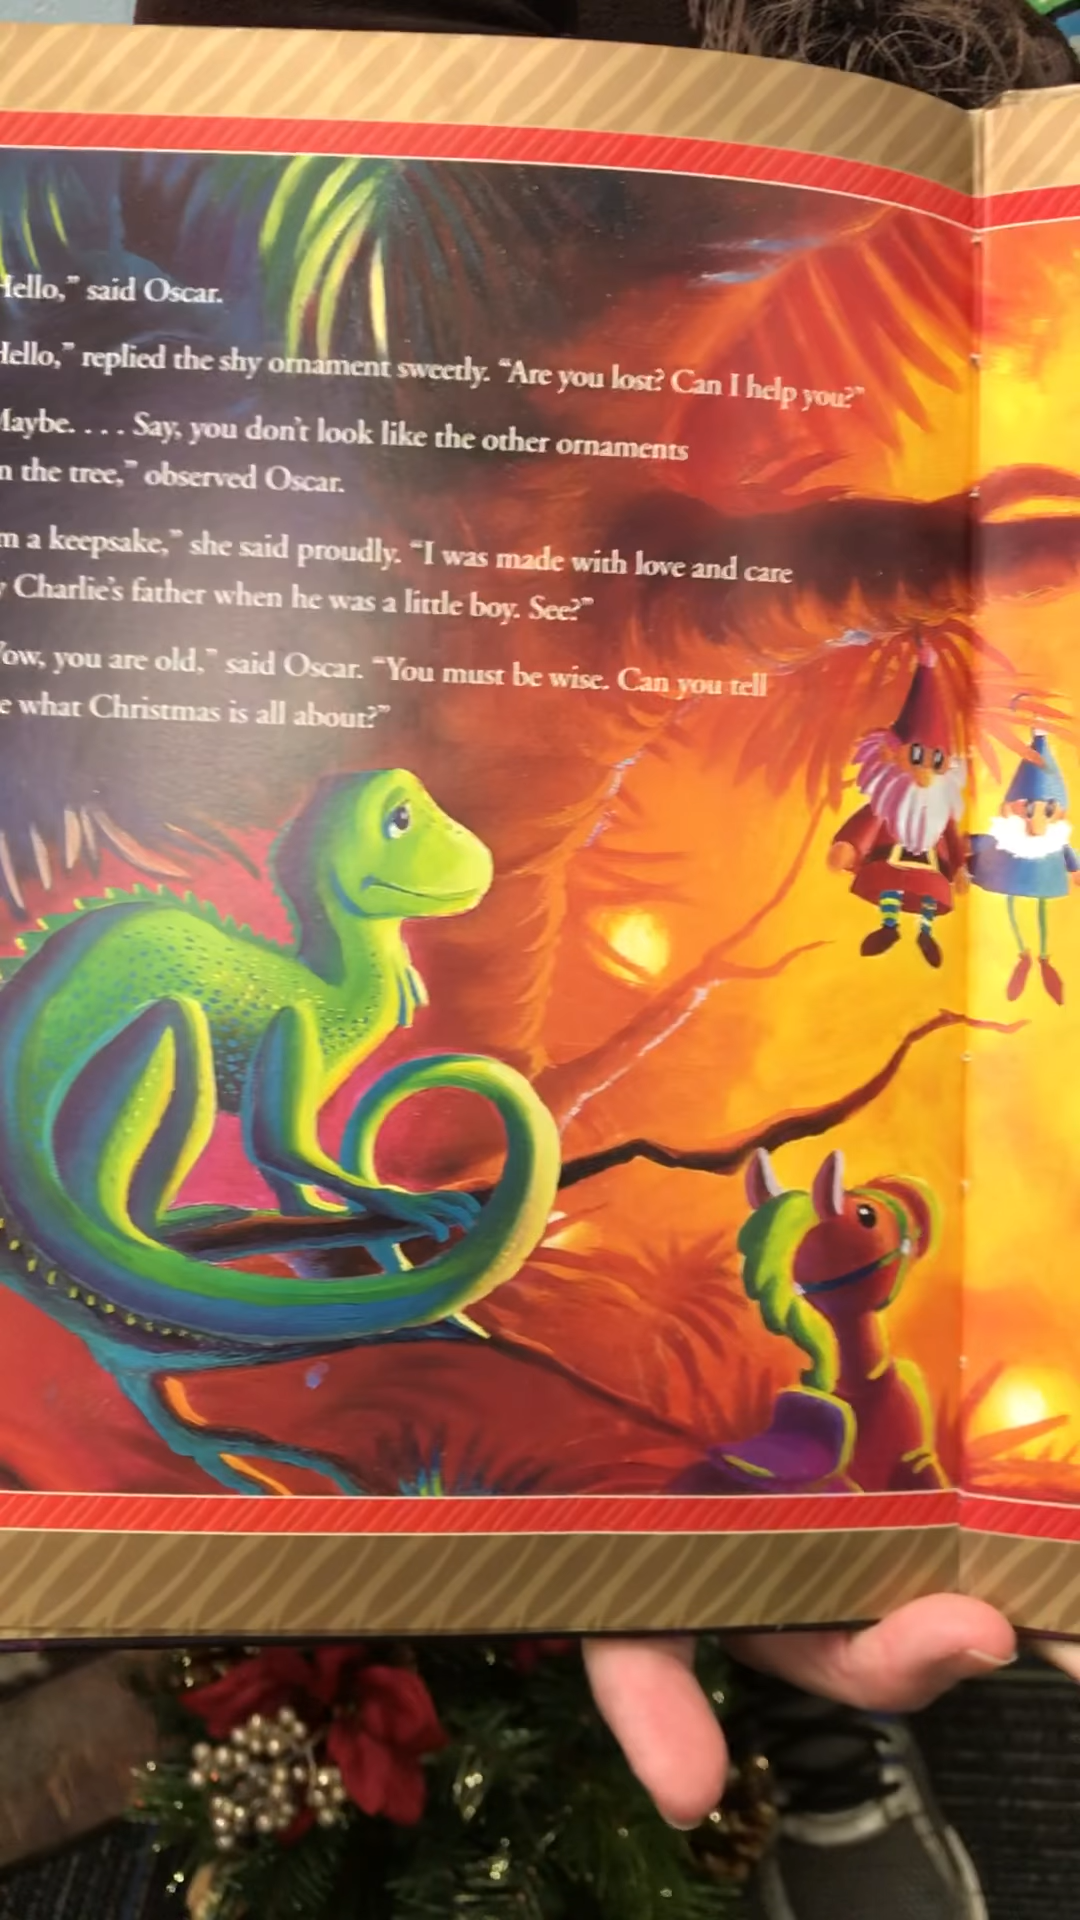 Hello,” said Oscar.
Hello,” replied the shy ornament sweetly. “Are you lost? Can I help you?”
Maybe. . . . Say, you don’t look like the other ornaments
n the tree,” observed Oscar.
m a keepsake,” she said proudly. “I was made with love and care
y Charlie’s father when he was a little boy. See?”
Wow, you are old,” said Oscar. “You must be wise. Can you tell
e what Christmas is all about?”